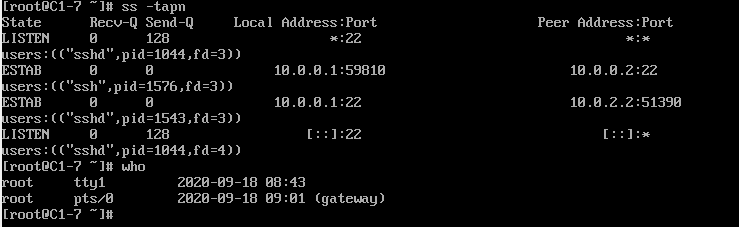 [root@C1-7 ~]# ss -tapn
State      Recv-Q Send-Q        Local Address:Port                       Peer Address:Port
LISTEN     0      128                       *:22                                    *:*
users:(("sshd",pid=1044,fd=3))
ESTAB      0      0                  10.0.0.1:59810                          10.0.0.2:22
users:(("ssh",pid=1576,fd=3))
ESTAB      0      0                  10.0.0.1:22                             10.0.2.2:51390
users:(("sshd",pid=1543,fd=3))
LISTEN     0      128                    [::]:22                                 [::]:*
users:(("sshd",pid=1044,fd=4))
[root@C1-7 ~]# who
root     tty1         2020-09-18 08:43
root     pts/0        2020-09-18 09:01 (gateway)
[root@C1-7 ~]#